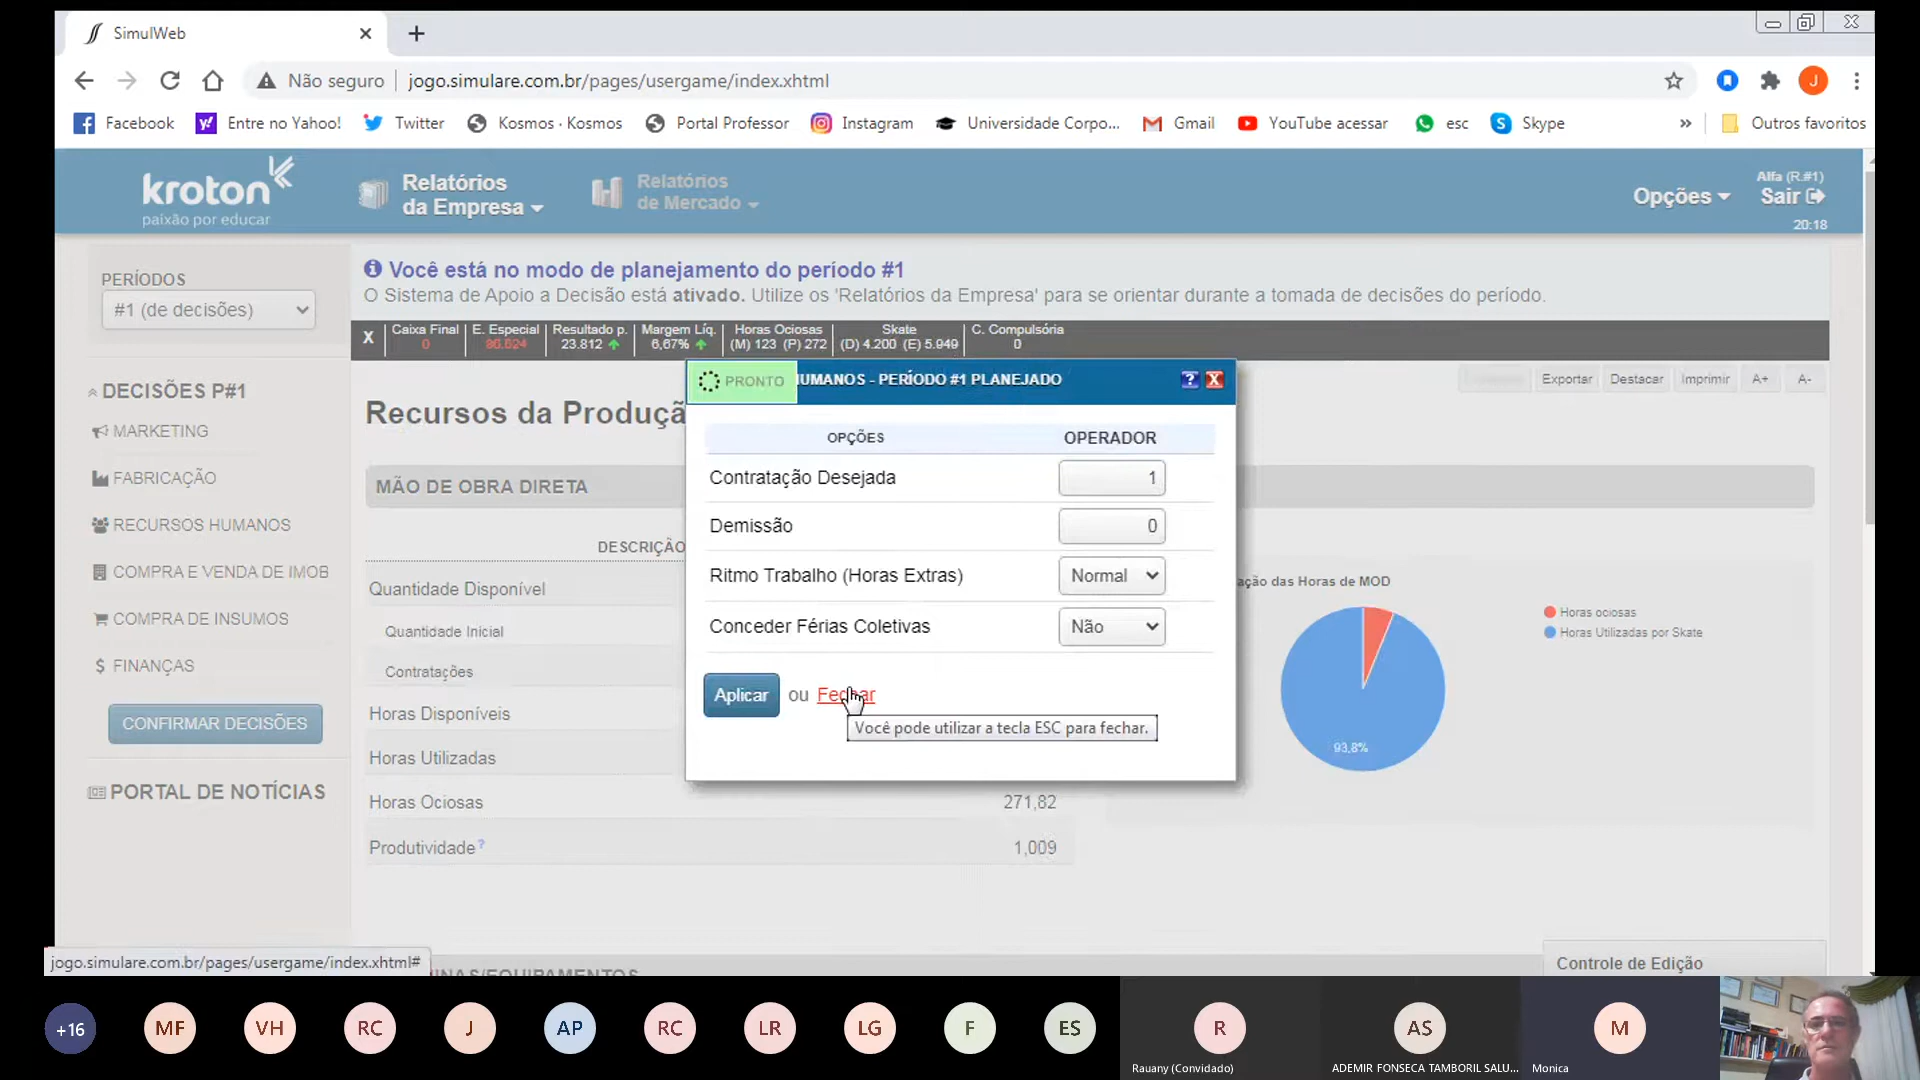 SimulWeb
Não seguro
jogo.simulare.com.br/pages/usergame/index.xhtml
J
Facebook
Entre no Yahoo!
Twitter
Kosmos · Kosmos
Portal Professor
Instagram
Universidade Corpo...
Gmail
YouTube acessar
esc
Skype
»
Outros favoritos
kroton
paixão por educar
Relatórios
da Empresa
Relatórios
de Mercado
Opções
Alfa (R.#1)
Sair
20:18
PERÍODOS
#1 (de decisões)
DECISÕES P#1
MARKETING
FABRICAÇÃO
RECURSOS HUMANOS
COMPRA E VENDA DE IMOB
COMPRA DE INSUMOS
$ FINANÇAS
CONFIRMAR DECISÕES
PORTAL DE NOTÍCIAS
Você está no modo de planejamento do período #1
O Sistema de Apoio a Decisão está ativado. Utilize os 'Relatórios da Empresa' para se orientar durante a tomada de decisões do período.
X
Caixa Final
0
E. Especial
86.824
Resultado p.
23.812
Margem Líq.
6,67%
Horas Ociosas
(M) 123 (P) 272
Skate
(D) 4.200 (E) 5.949
C. Compulsória
0
Exportar
Destacar
Imprimir
A+
A-
Recursos da Produçã
MÃO DE OBRA DIRETA
DESCRIÇÃO
Quantidade Disponível
Quantidade Inicial
Contratações
Horas Disponíveis
Horas Utilizadas
Horas Ociosas 271,82
Produtividade ? 1,009
PRONTO
UMANOS - PERÍODO #1 PLANEJADO
?
X
OPÇÕES OPERADOR
Contratação Desejada 1
Demissão 0
Ritmo Trabalho (Horas Extras) Normal
Conceder Férias Coletivas Não
Aplicar ou Fechar
Você pode utilizar a tecla ESC para fechar.
ação das Horas de MOD
Horas ociosas
Horas Utilizadas por Skate
93,8%
Controle de Edição
jogo.simulare.com.br/pages/usergame/index.xhtml#
INAS/EQUIPAMENTOS
+16
MF
VH
RC
J
AP
RC
LR
LG
F
ES
R
Rauany (Convidado)
AS
ADEMIR FONSECA TAMBORIL SALU...
M
Monica